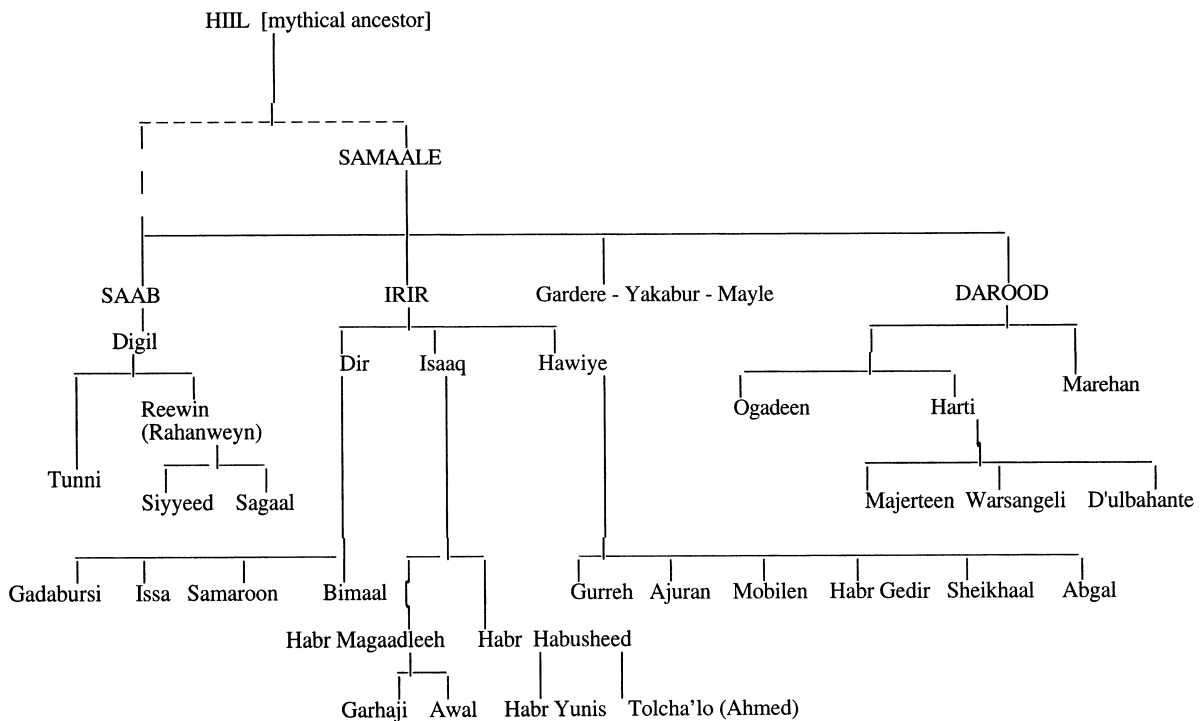 HIIL [mythical ancestor]
SAMAALE
SAAB IRIR Gardere - Yakabur - Mayle DAROOD
Digil
Dir Isaaq Hawiye
Marehan
Reewin Ogadeen Harti
(Rahanweyn)
Tunni
Siyyeed Sagaal Majerteen Warsangeli D'ulbahante
Gadabursi Issa Samaroon Bimaal Gurreh Ajuran Mobilen Habr Gedir Sheikhaal Abgal
Habr Magaadleeh Habr Habusheed
Garhaji Awal Habr Yunis Tolcha'lo (Ahmed)